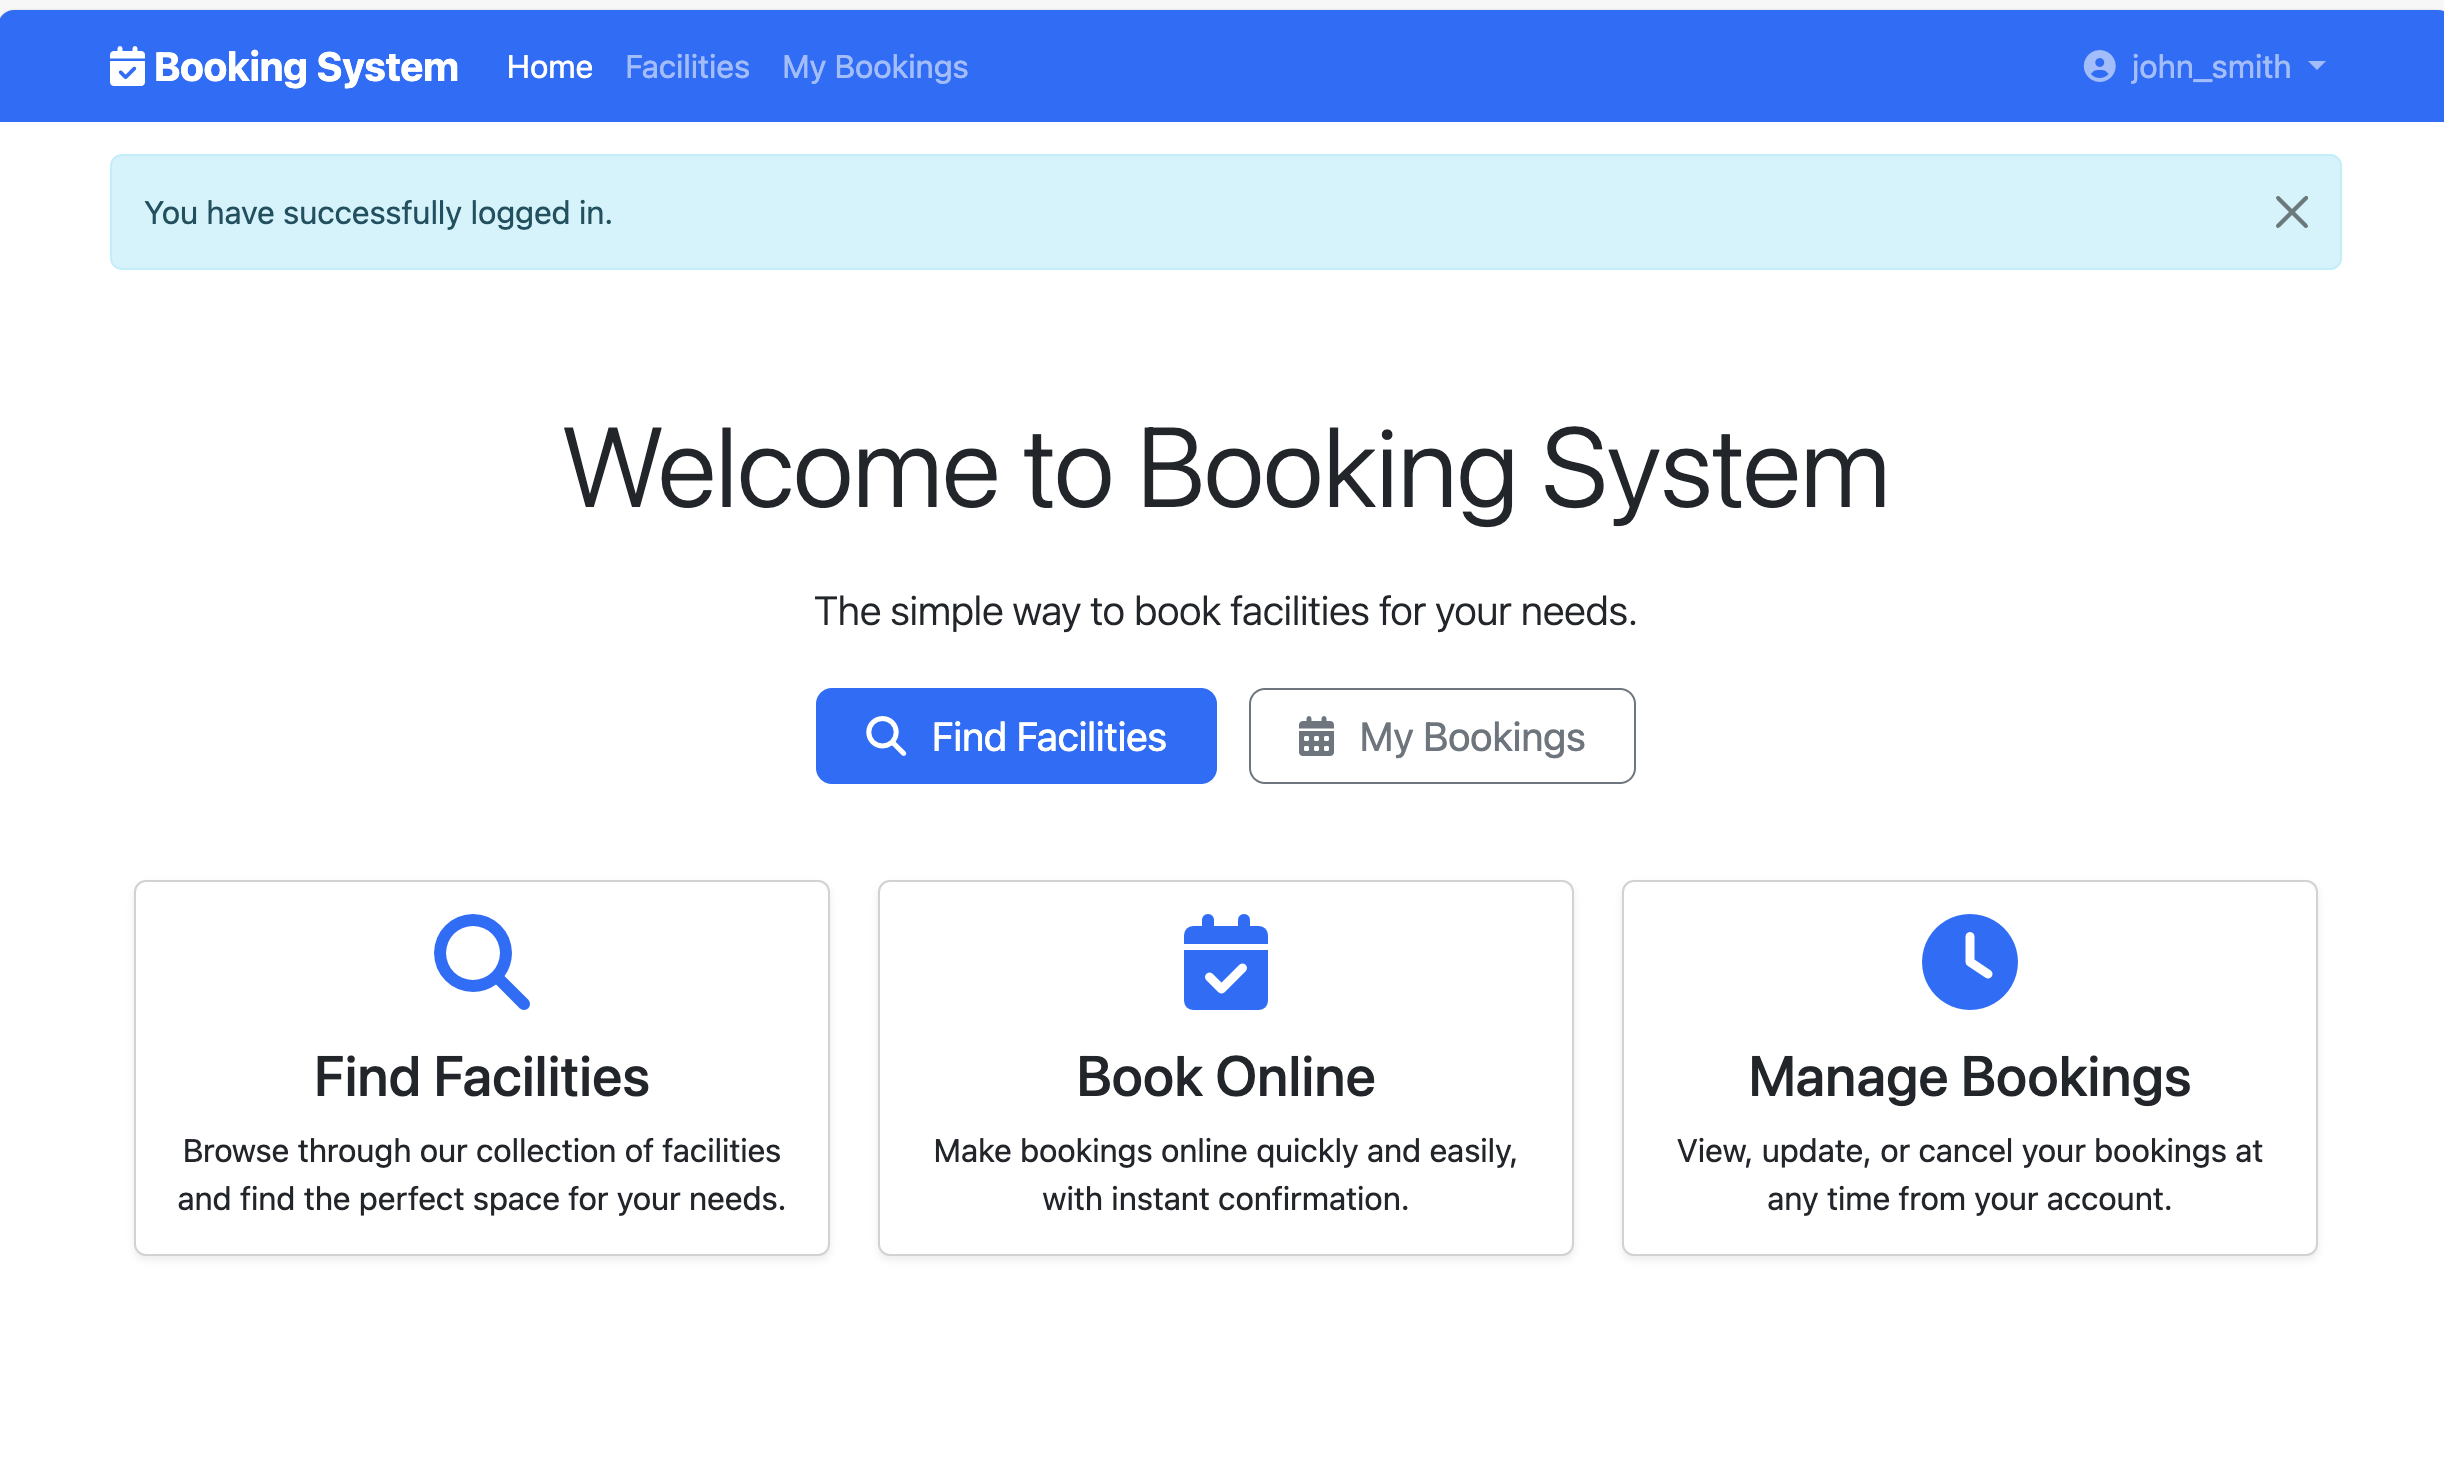 Booking System Home Facilities My Bookings john_smith
You have successfully logged in.
Welcome to Booking System
The simple way to book facilities for your needs.
Find Facilities
My Bookings
Find Facilities
Browse through our collection of facilities
and find the perfect space for your needs.
Book Online
Make bookings online quickly and easily,
with instant confirmation.
Manage Bookings
View, update, or cancel your bookings at
any time from your account.